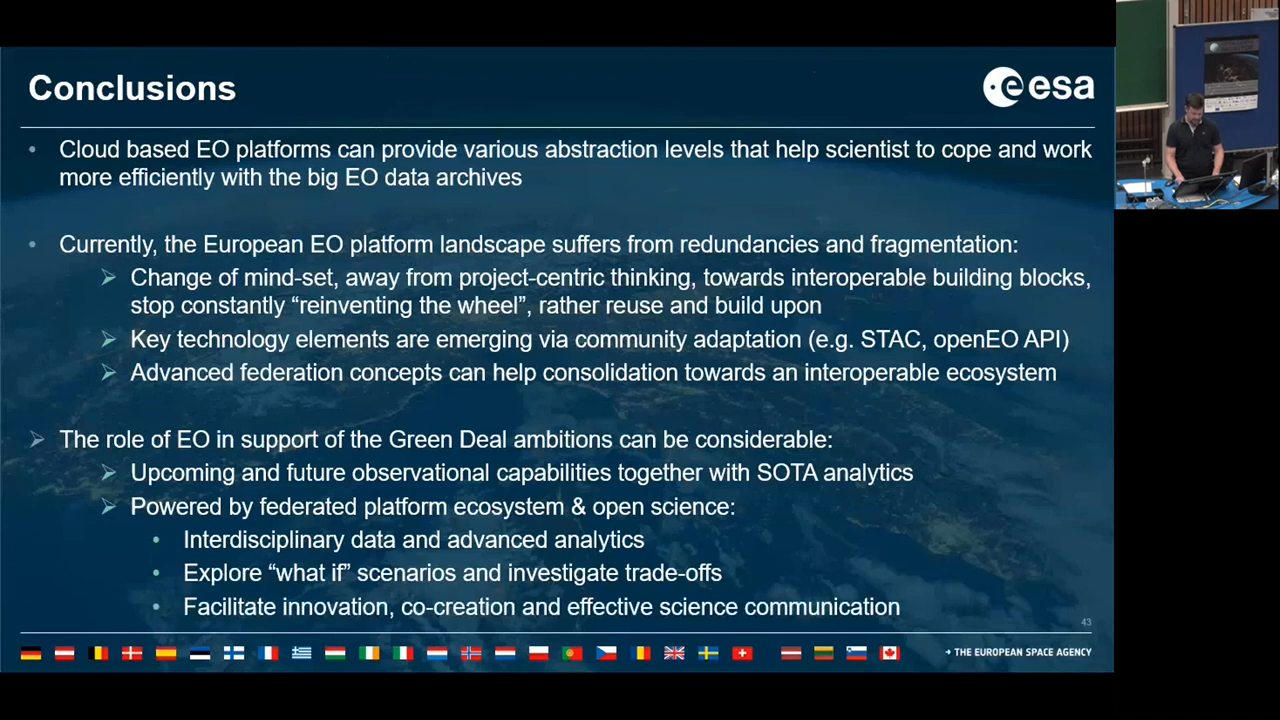 Conclusions
esa
• Cloud based EO platforms can provide various abstraction levels that help scientist to cope and work
more efficiently with the big EO data archives
• Currently, the European EO platform landscape suffers from redundancies and fragmentation:
➢ Change of mind-set, away from project-centric thinking, towards interoperable building blocks,
stop constantly “reinventing the wheel”, rather reuse and build upon
➢ Key technology elements are emerging via community adaptation (e.g. STAC, openEO API)
➢ Advanced federation concepts can help consolidation towards an interoperable ecosystem
➢ The role of EO in support of the Green Deal ambitions can be considerable:
➢ Upcoming and future observational capabilities together with SOTA analytics
➢ Powered by federated platform ecosystem & open science:
• Interdisciplinary data and advanced analytics
• Explore “what if” scenarios and investigate trade-offs
• Facilitate innovation, co-creation and effective science communication
43
→ THE EUROPEAN SPACE AGENCY